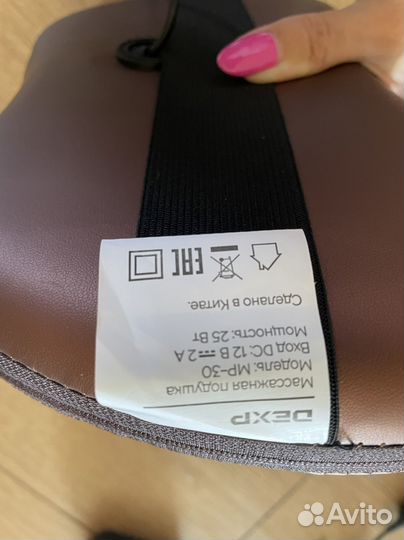 DEXP
Массажная подушка
Модель: MP-30
Вход DC: 12 В ⎓ 2 A
Мощность: 25 Вт
Сделано в Китае.
EAC
Avito